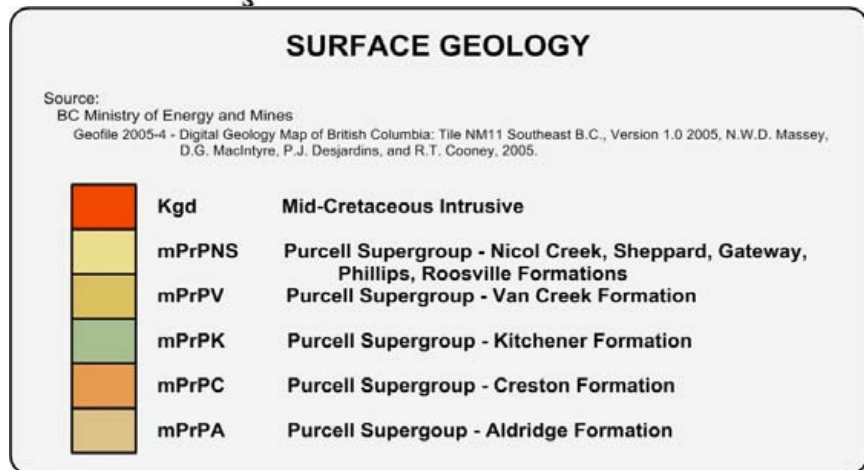 SURFACE GEOLOGY
Source:
BC Ministry of Energy and Mines
Geofile 2005-4 - Digital Geology Map of British Columbia: Tile NM11 Southeast B.C., Version 1.0 2005, N.W.D. Massey,
D.G. MacIntyre, P.J. Desjardins, and R.T. Cooney, 2005.
Kgd Mid-Cretaceous Intrusive
mPrPNS Purcell Supergroup - Nicol Creek, Sheppard, Gateway,
Phillips, Roosville Formations
mPrPV Purcell Supergroup - Van Creek Formation
mPrPK Purcell Supergroup - Kitchener Formation
mPrPC Purcell Supergroup - Creston Formation
mPrPA Purcell Supergoup - Aldridge Formation